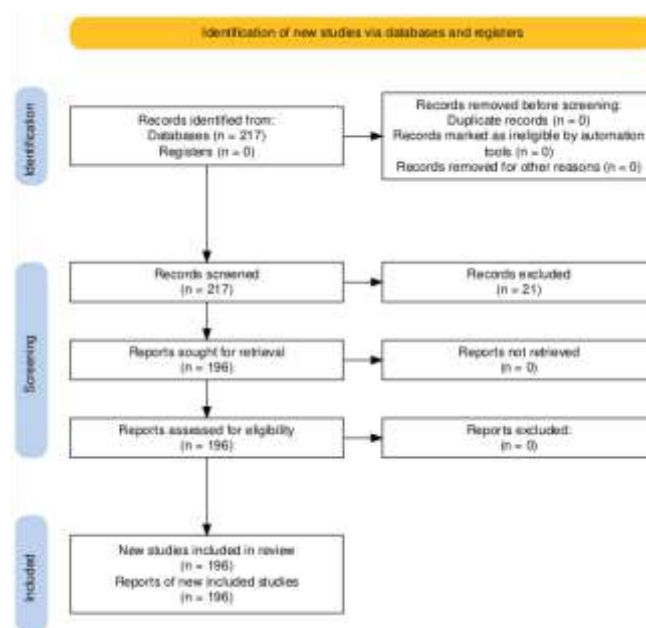 Identification of new studies via databases and registers
Identification
Records identified from:
Databases (n = 217)
Registers (n = 0)
Records removed before screening:
Duplicate records (n = 0)
Records marked as ineligible by automation
tools (n = 0)
Records removed for other reasons (n = 0)
Screening
Records screened
(n = 217)
Records excluded
(n = 21)
Reports sought for retrieval
(n = 196)
Reports not retrieved
(n = 0)
Reports assessed for eligibility
(n = 196)
Reports excluded:
(n = 0)
Included
New studies included in review
(n = 196)
Reports of new included studies
(n = 196)